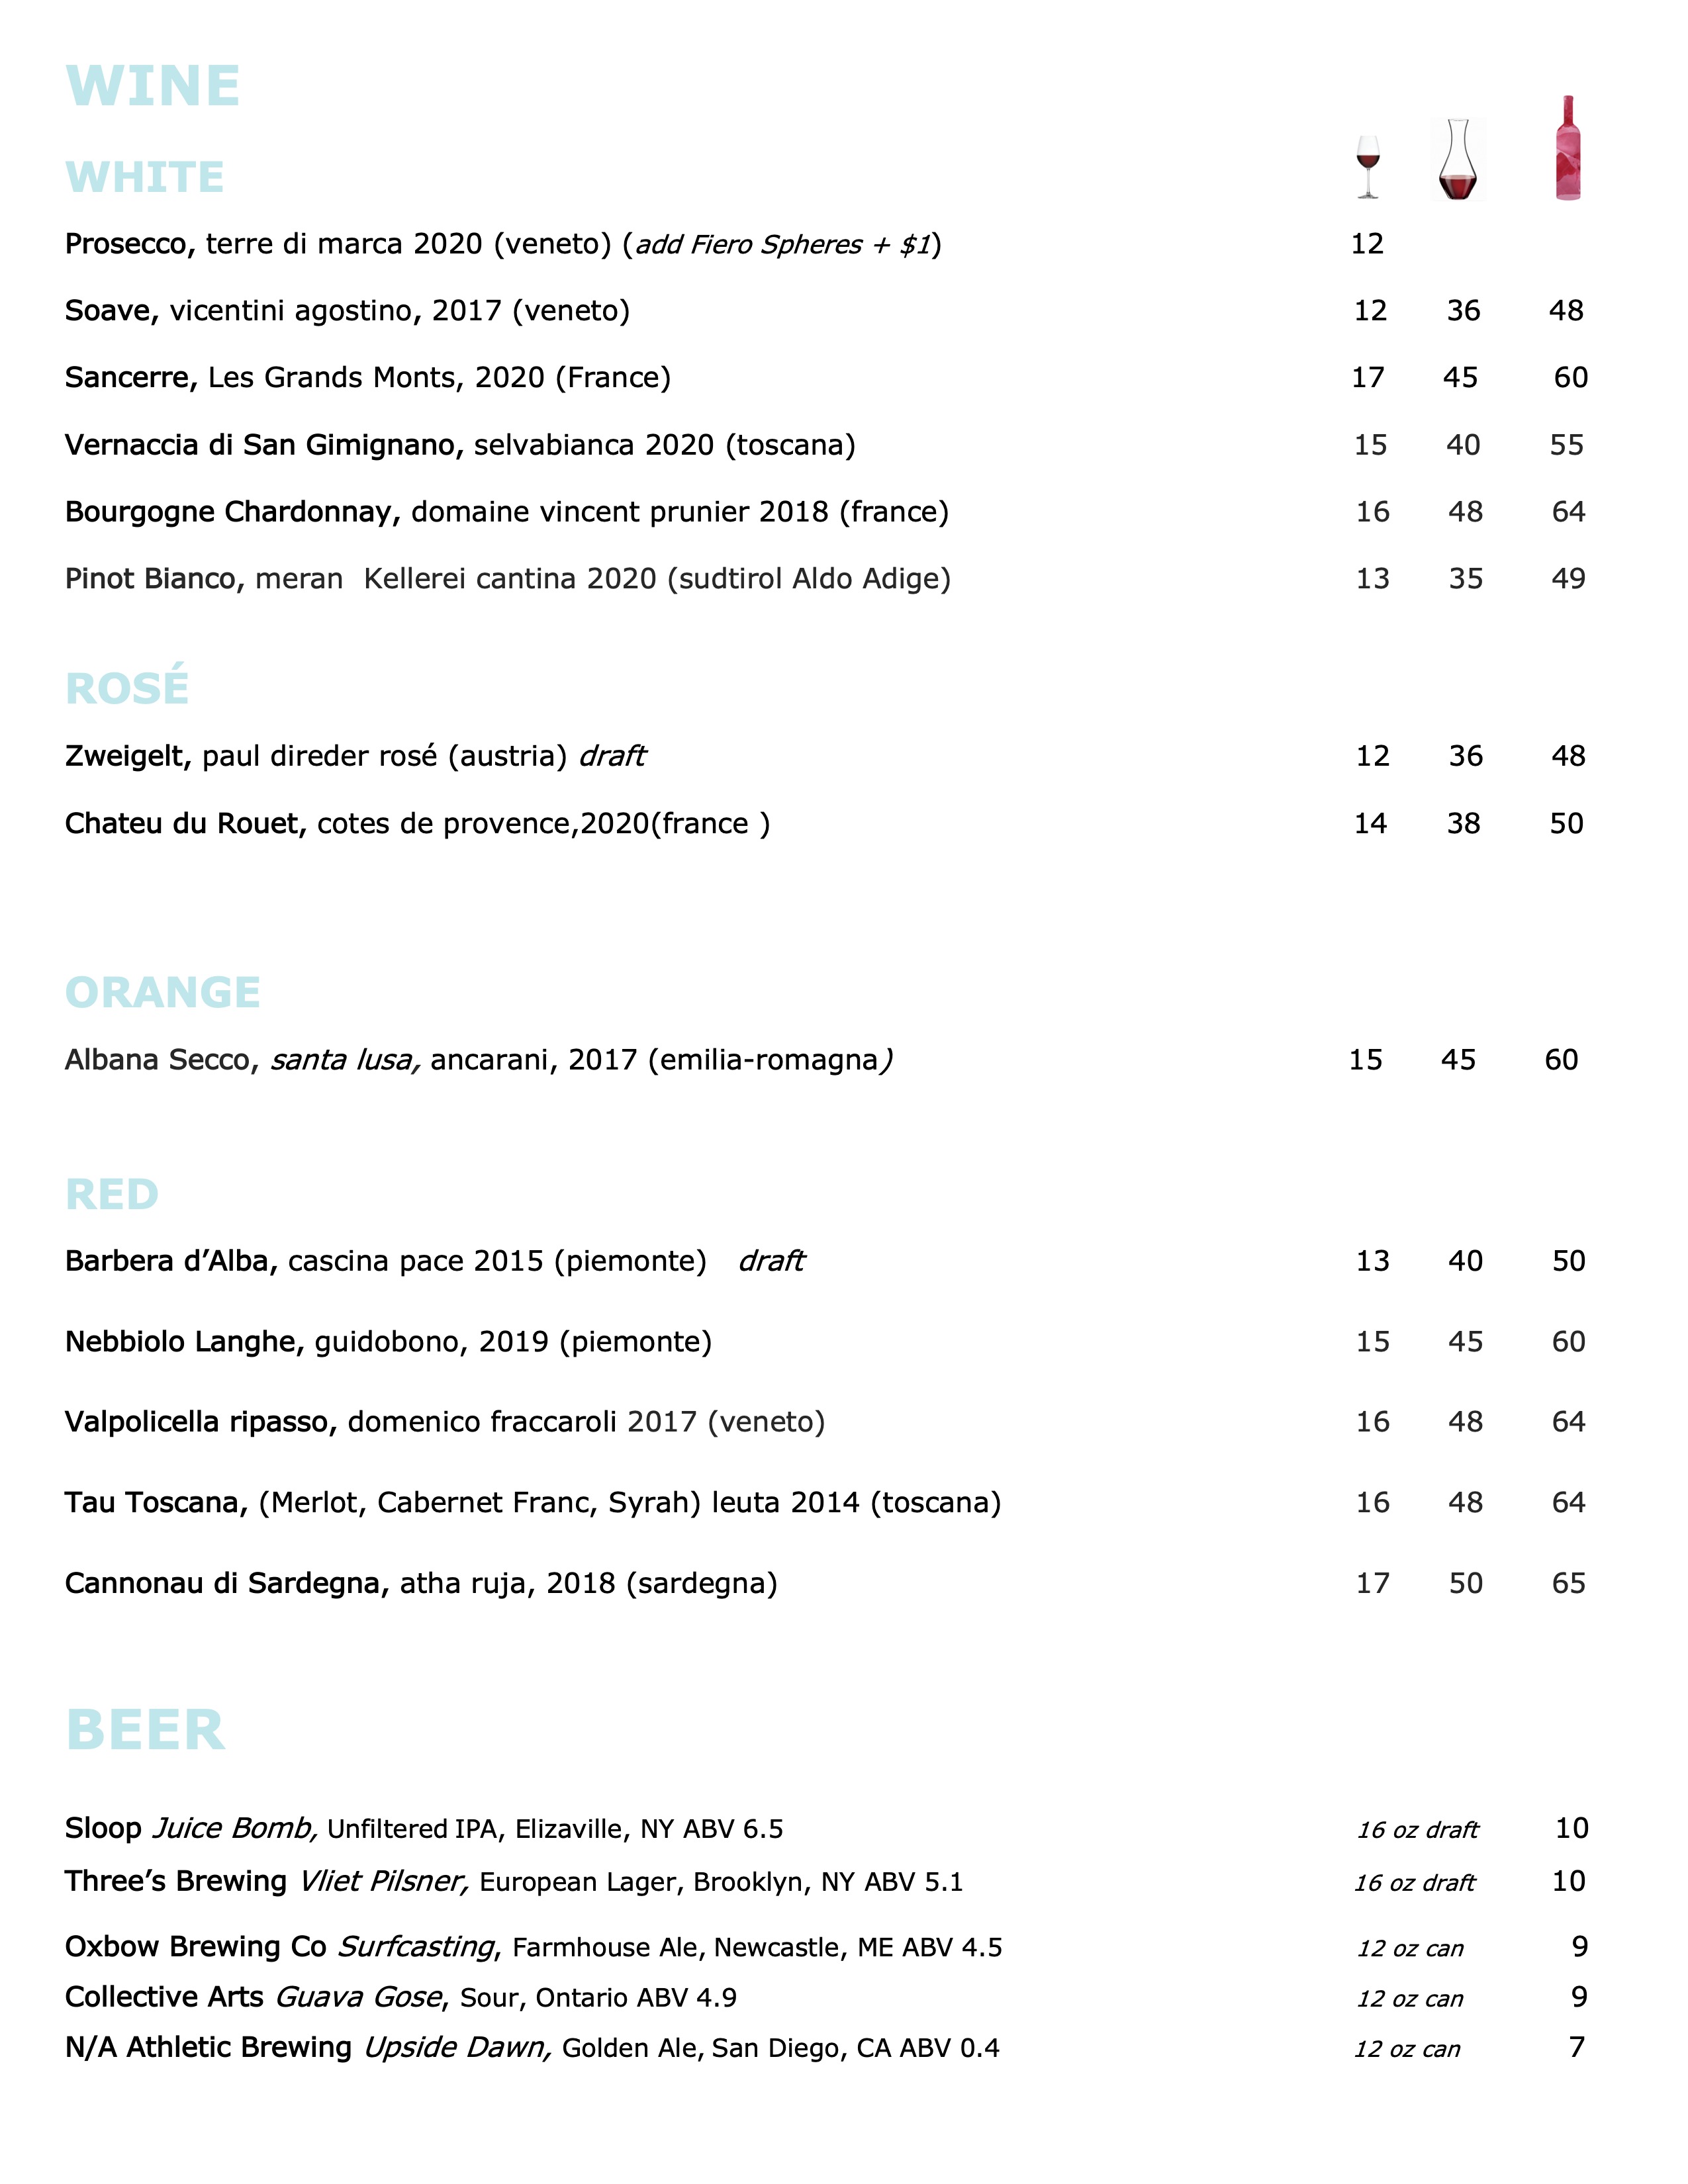 WINE
WHITE
Prosecco, terre di marca 2020 (veneto) (add Fiero Spheres + $1) 12
Soave, vicentini agostino, 2017 (veneto) 12 36 48
Sancerre, Les Grands Monts, 2020 (France) 17 45 60
Vernaccia di San Gimignano, selvabianca 2020 (toscana) 15 40 55
Bourgogne Chardonnay, domaine vincent prunier 2018 (france) 16 48 64
Pinot Bianco, meran Kellerei cantina 2020 (sudtirol Aldo Adige) 13 35 49
ROSÉ
Zweigelt, paul direder rosé (austria) draft 12 36 48
Chateu du Rouet, cotes de provence,2020(france ) 14 38 50
ORANGE
Albana Secco, santa lusa, ancarani, 2017 (emilia-romagna) 15 45 60
RED
Barbera d’Alba, cascina pace 2015 (piemonte) draft 13 40 50
Nebbiolo Langhe, guidobono, 2019 (piemonte) 15 45 60
Valpolicella ripasso, domenico fraccaroli 2017 (veneto) 16 48 64
Tau Toscana, (Merlot, Cabernet Franc, Syrah) leuta 2014 (toscana) 16 48 64
Cannonau di Sardegna, atha ruja, 2018 (sardegna) 17 50 65
BEER
Sloop Juice Bomb, Unfiltered IPA, Elizaville, NY ABV 6.5 16 oz draft 10
Three’s Brewing Vliet Pilsner, European Lager, Brooklyn, NY ABV 5.1 16 oz draft 10
Oxbow Brewing Co Surfcasting, Farmhouse Ale, Newcastle, ME ABV 4.5 12 oz can 9
Collective Arts Guava Gose, Sour, Ontario ABV 4.9 12 oz can 9
N/A Athletic Brewing Upside Dawn, Golden Ale, San Diego, CA ABV 0.4 12 oz can 7